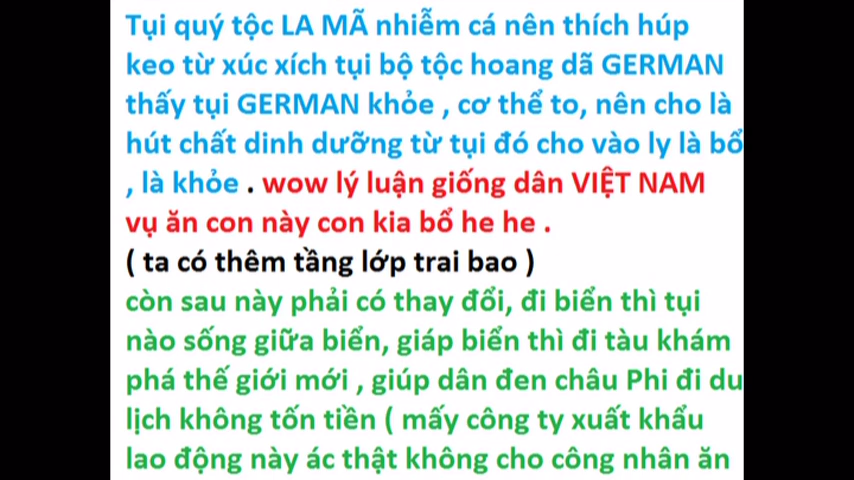 Tụi quý tộc LA MÃ nhiễm cá nên thích húp
keo từ xúc xích tụi bộ tộc hoang dã GERMAN
thấy tụi GERMAN khỏe , cơ thể to, nên cho là
hút chất dinh dưỡng từ tụi đó cho vào ly là bổ
, là khỏe . wow lý luận giống dân VIỆT NAM
vụ ăn con này con kia bổ he he .
( ta có thêm tầng lớp trai bao )
còn sau này phải có thay đổi, đi biển thì tụi
nào sống giữa biển, giáp biển thì đi tàu khám
phá thế giới mới , giúp dân đen châu Phi đi du
lịch không tốn tiền ( mấy công ty xuất khẩu
lao động này ác thật không cho công nhân ăn